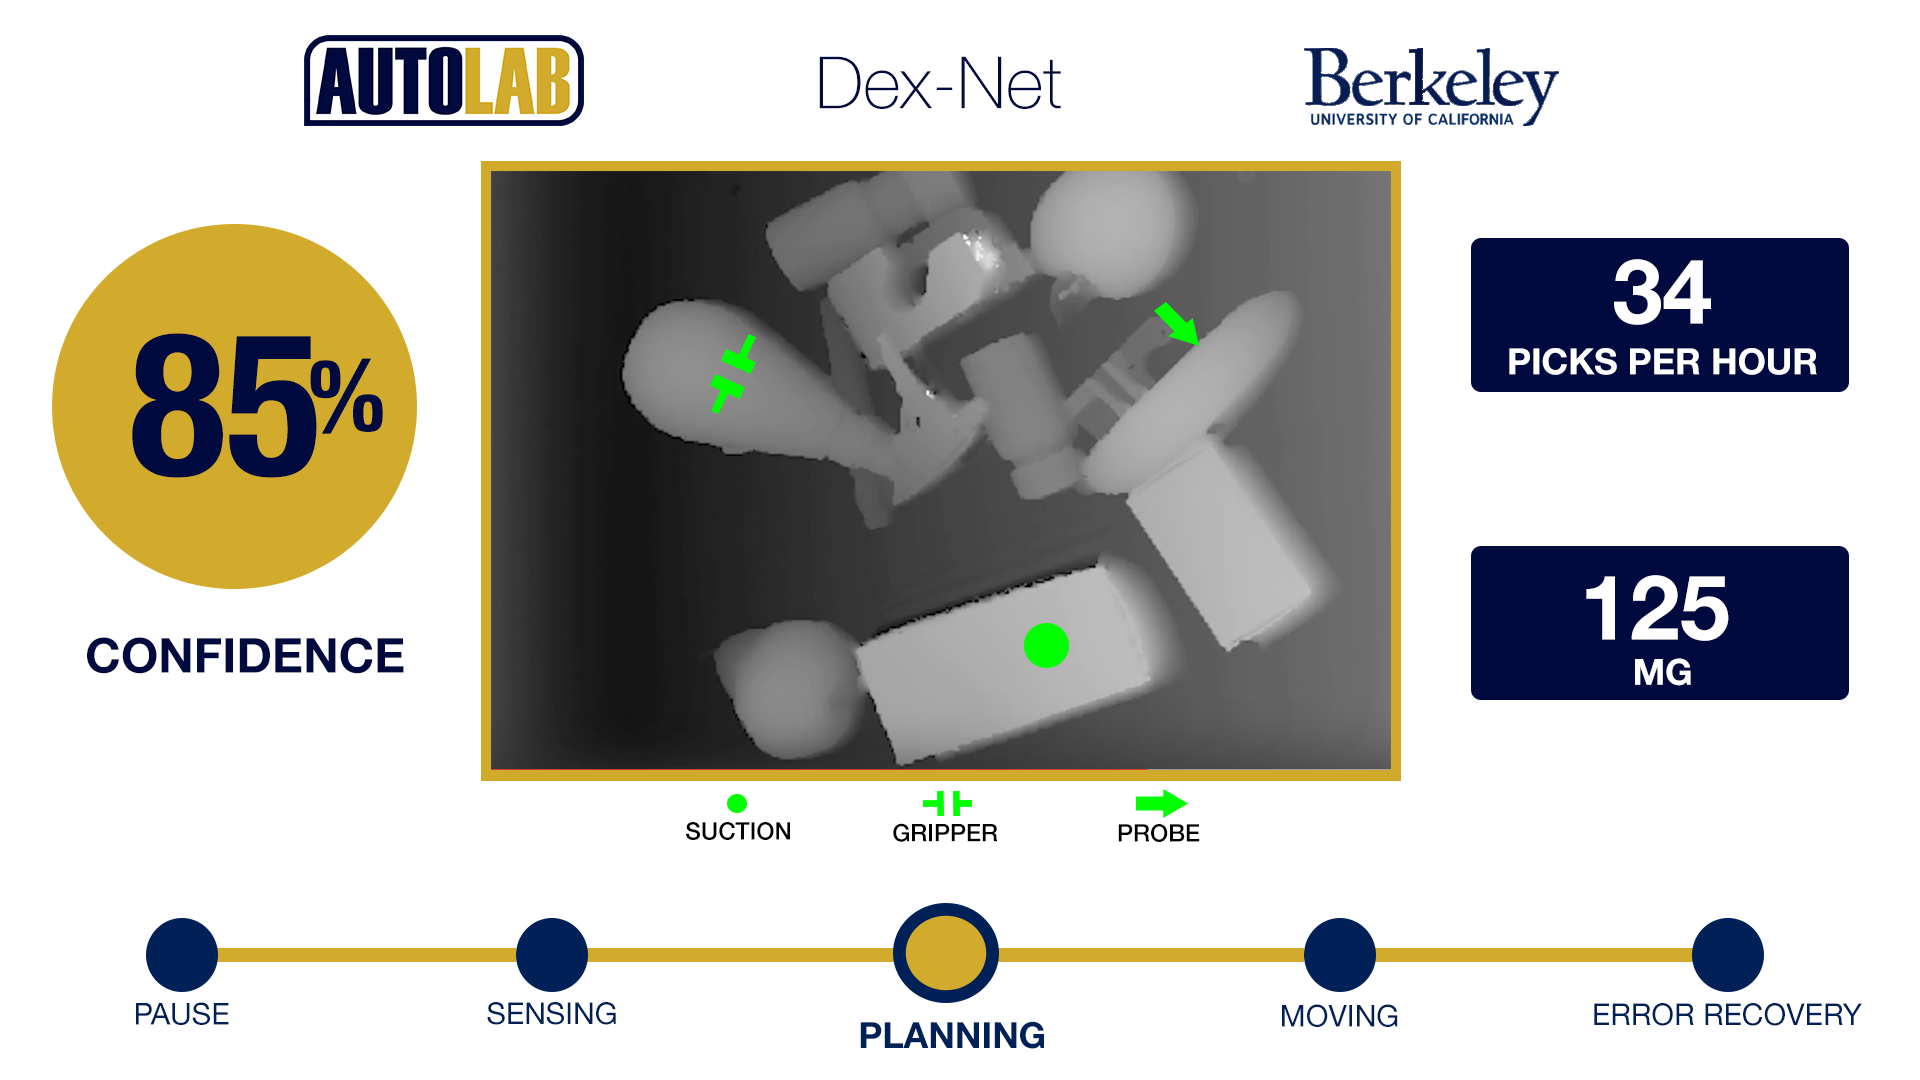 AUTOLAB
Dex-Net
Berkeley
UNIVERSITY OF CALIFORNIA
85%
CONFIDENCE
34
PICKS PER HOUR
125
MG
SUCTION
GRIPPER
PROBE
PAUSE
SENSING
PLANNING
MOVING
ERROR RECOVERY